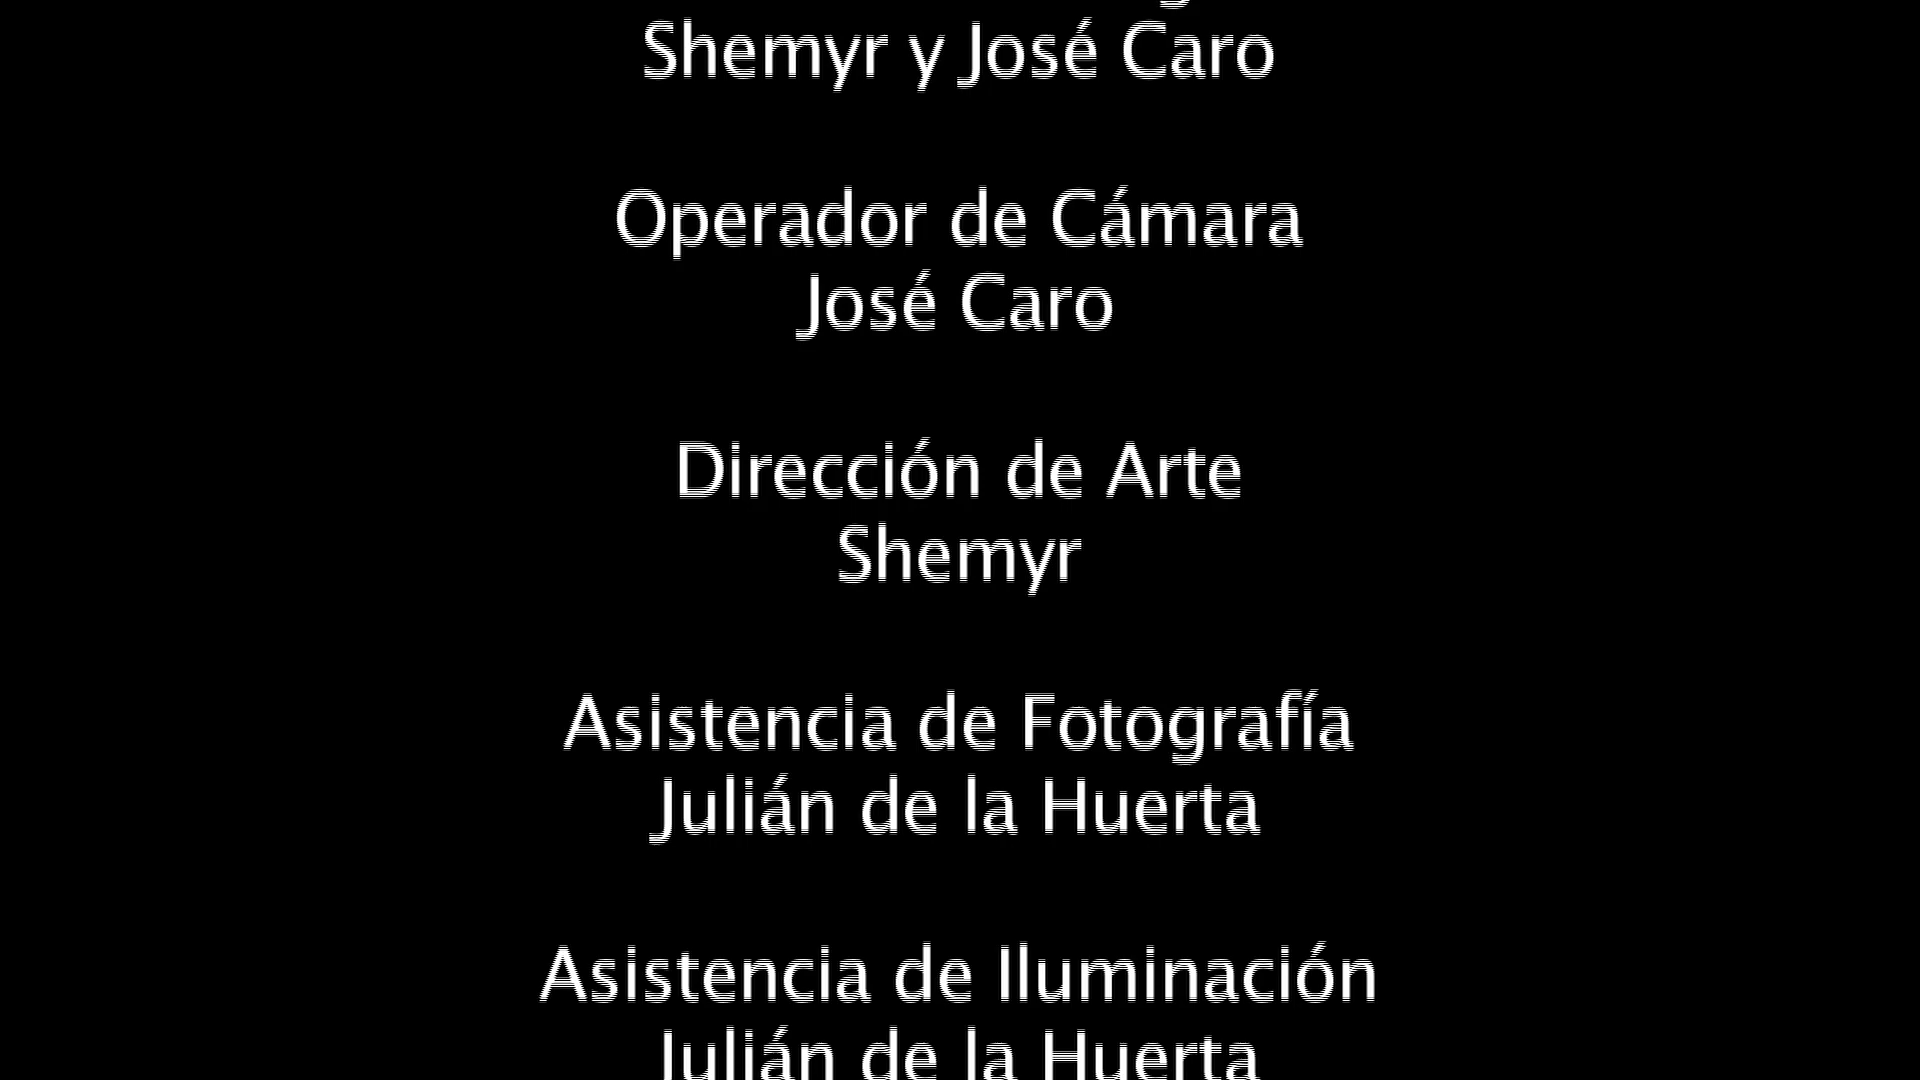 Shemyr y José Caro
Operador de Cámara
José Caro
Dirección de Arte
Shemyr
Asistencia de Fotografía
Julián de la Huerta
Asistencia de Iluminación
Julián de la Huerta